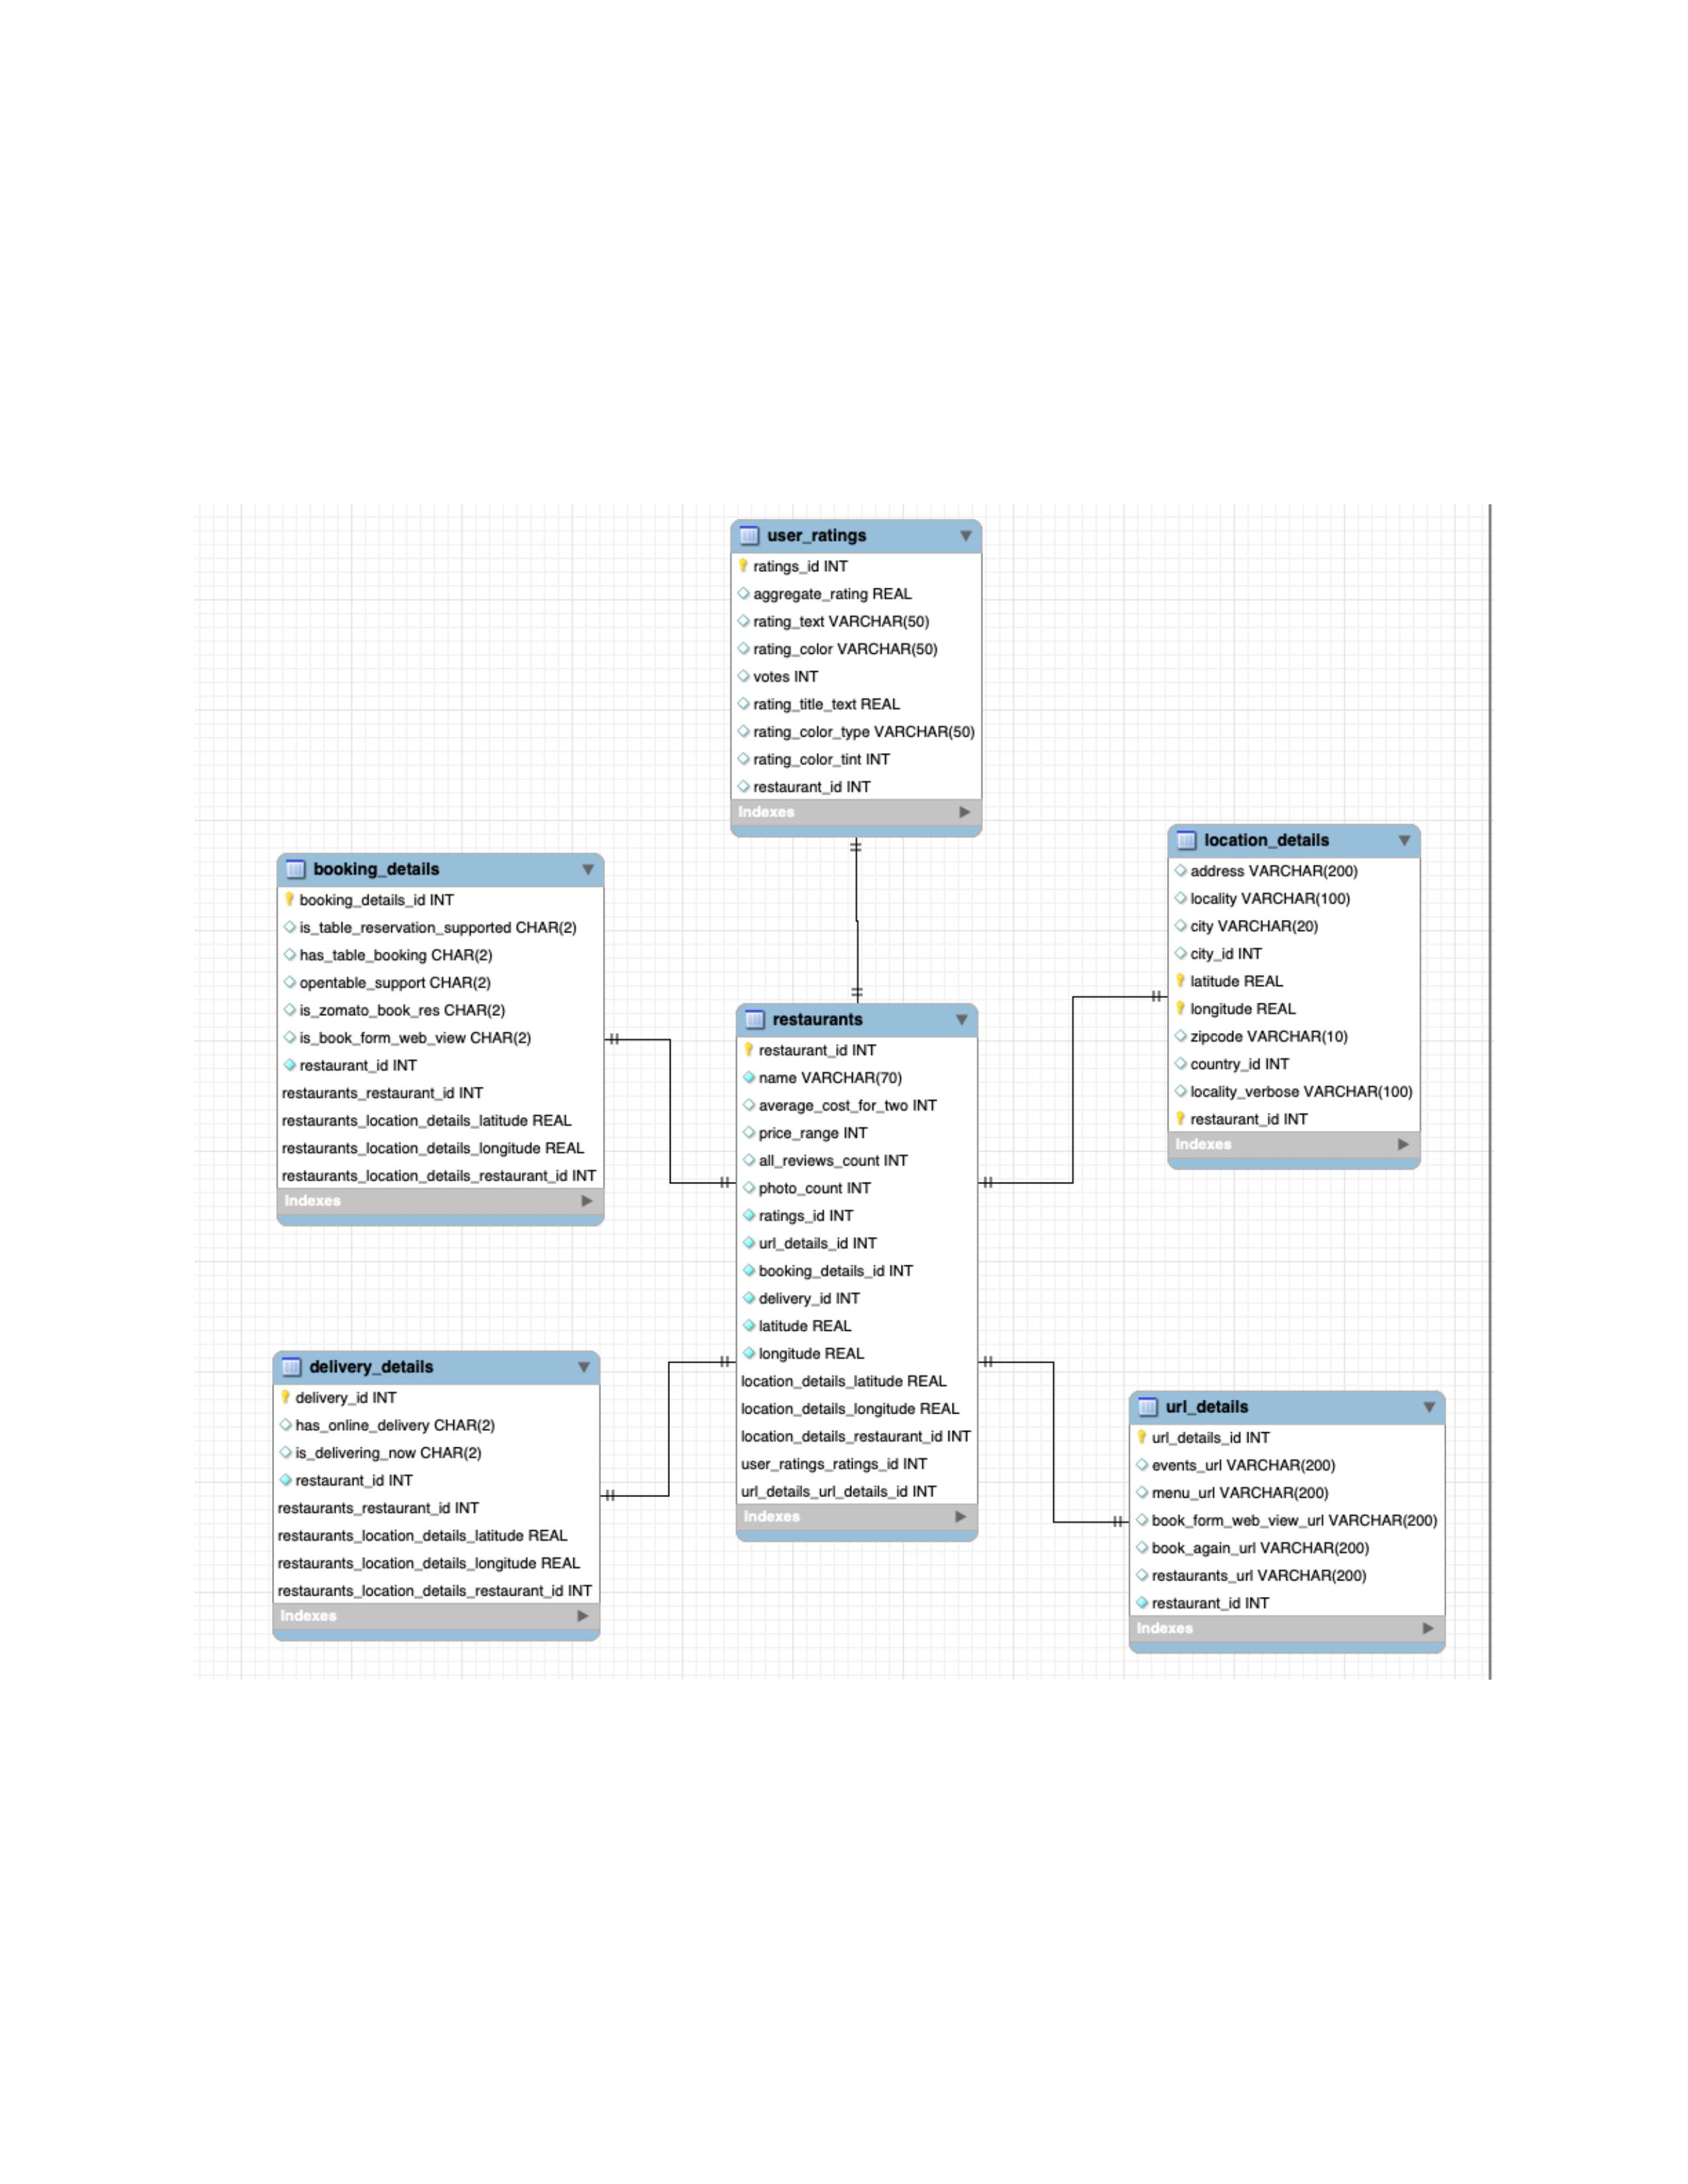 user_ratings
ratings_id INT
aggregate_rating REAL
rating_text VARCHAR(50)
rating_color VARCHAR(50)
votes INT
rating_title_text REAL
rating_color_type VARCHAR(50)
rating_color_tint INT
restaurant_id INT
Indexes
booking_details
booking_details_id INT
is_table_reservation_supported CHAR(2)
has_table_booking CHAR(2)
opentable_support CHAR(2)
is_zomato_book_res CHAR(2)
is_book_form_web_view CHAR(2)
restaurant_id INT
restaurants_restaurant_id INT
restaurants_location_details_latitude REAL
restaurants_location_details_longitude REAL
restaurants_location_details_restaurant_id INT
Indexes
location_details
address VARCHAR(200)
locality VARCHAR(100)
city VARCHAR(20)
city_id INT
latitude REAL
longitude REAL
zipcode VARCHAR(10)
country_id INT
locality_verbose VARCHAR(100)
restaurant_id INT
Indexes
restaurants
restaurant_id INT
name VARCHAR(70)
average_cost_for_two INT
price_range INT
all_reviews_count INT
photo_count INT
ratings_id INT
url_details_id INT
booking_details_id INT
delivery_id INT
latitude REAL
longitude REAL
location_details_latitude REAL
location_details_longitude REAL
location_details_restaurant_id INT
user_ratings_ratings_id INT
url_details_url_details_id INT
Indexes
delivery_details
delivery_id INT
has_online_delivery CHAR(2)
is_delivering_now CHAR(2)
restaurant_id INT
restaurants_restaurant_id INT
restaurants_location_details_latitude REAL
restaurants_location_details_longitude REAL
restaurants_location_details_restaurant_id INT
Indexes
url_details
url_details_id INT
events_url VARCHAR(200)
menu_url VARCHAR(200)
book_form_web_view_url VARCHAR(200)
book_again_url VARCHAR(200)
restaurants_url VARCHAR(200)
restaurant_id INT
Indexes